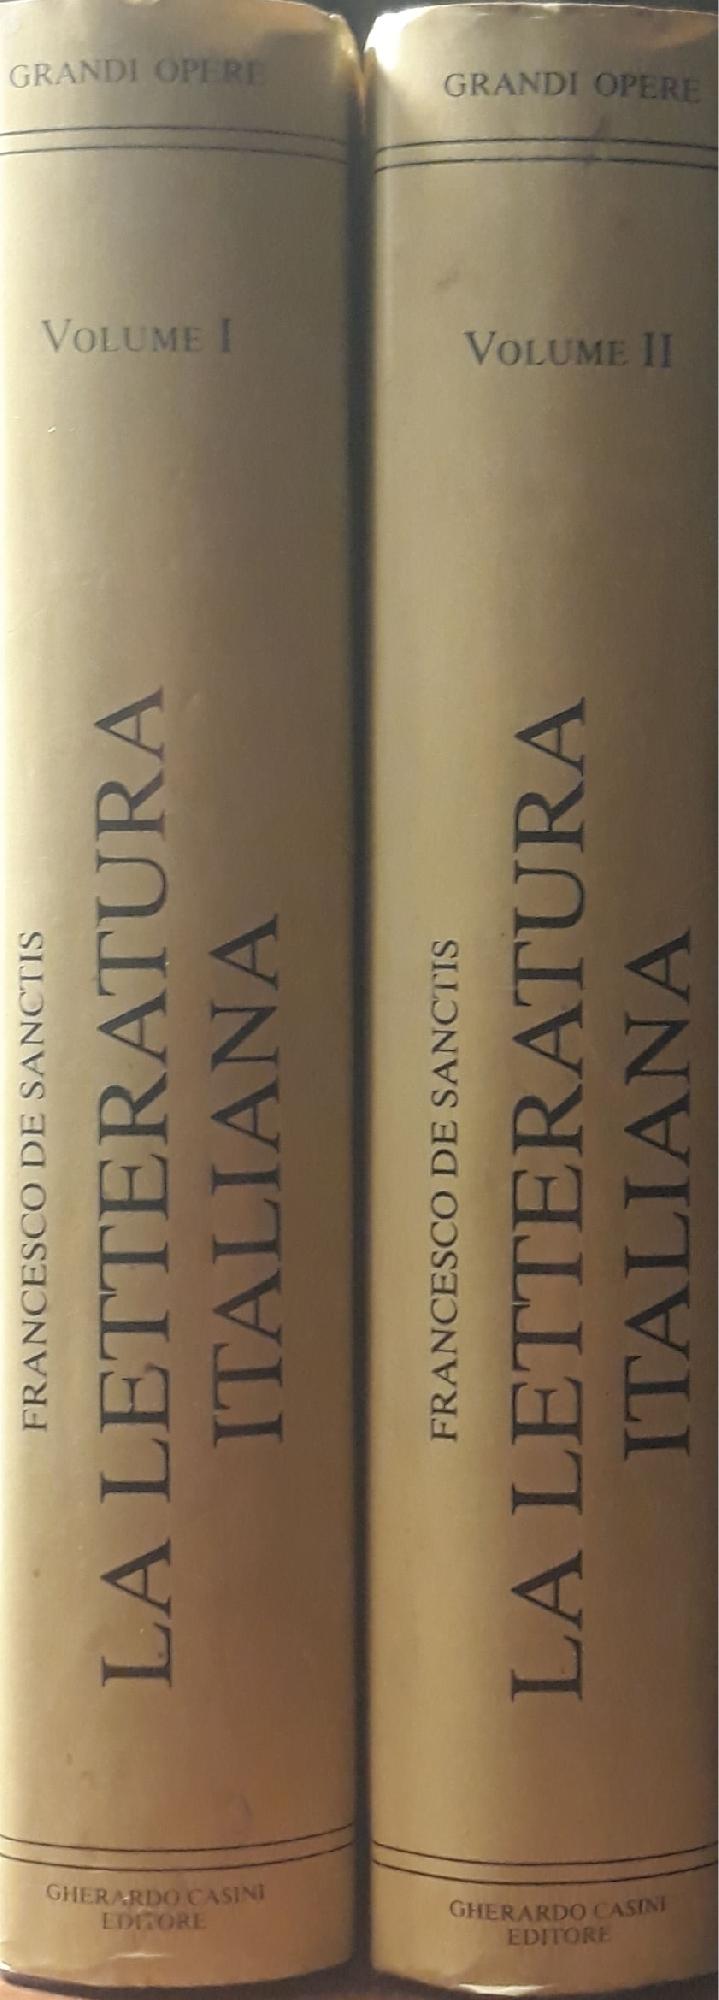 GRANDI OPERE
VOLUME I
FRANCESCO DE SANCTIS
LA LETTERATURA
ITALIANA
GHERARDO CASINI
EDITORE
GRANDI OPERE
VOLUME II
FRANCESCO DE SANCTIS
LA LETTERATURA
ITALIANA
GHERARDO CASINI
EDITORE